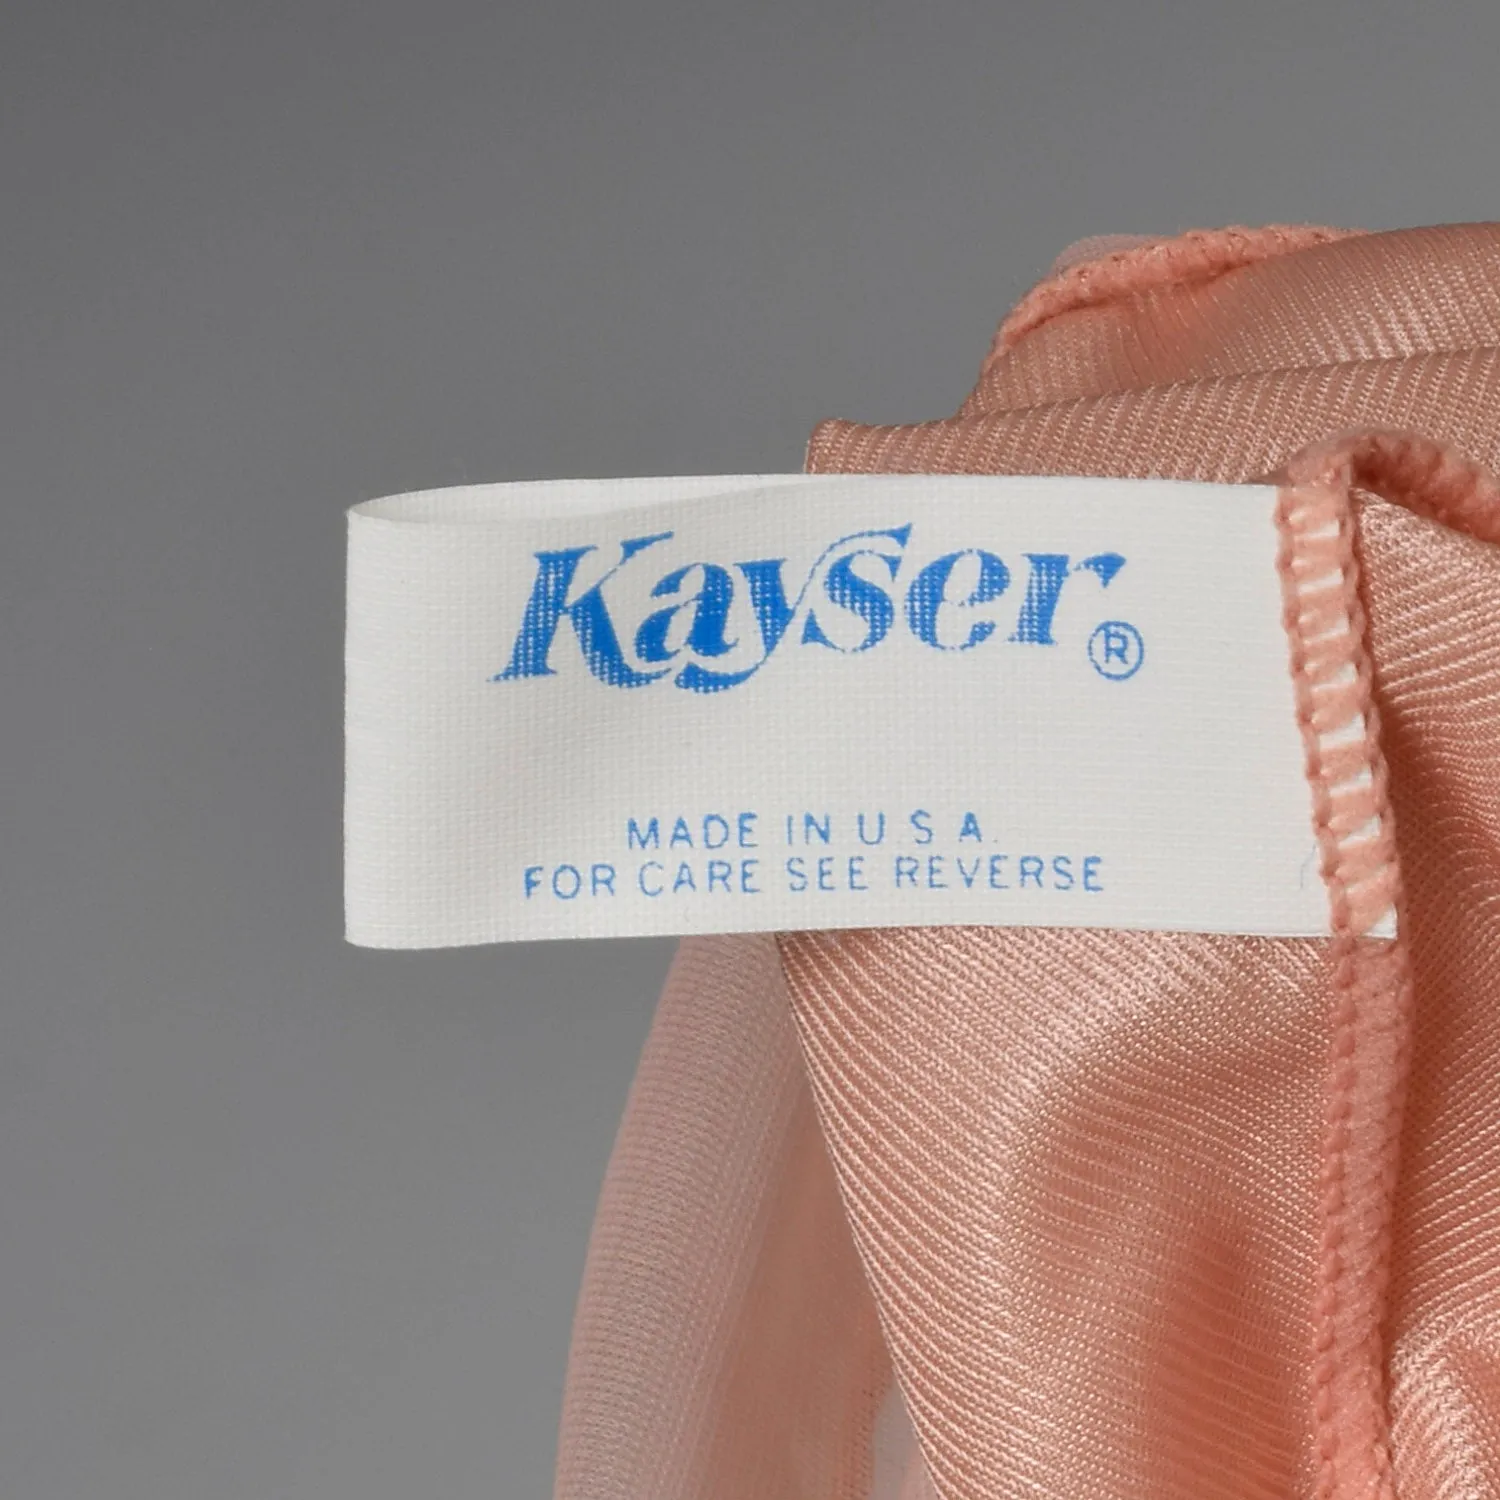 Kayser®
MADE IN U S A.
FOR CARE SEE REVERSE